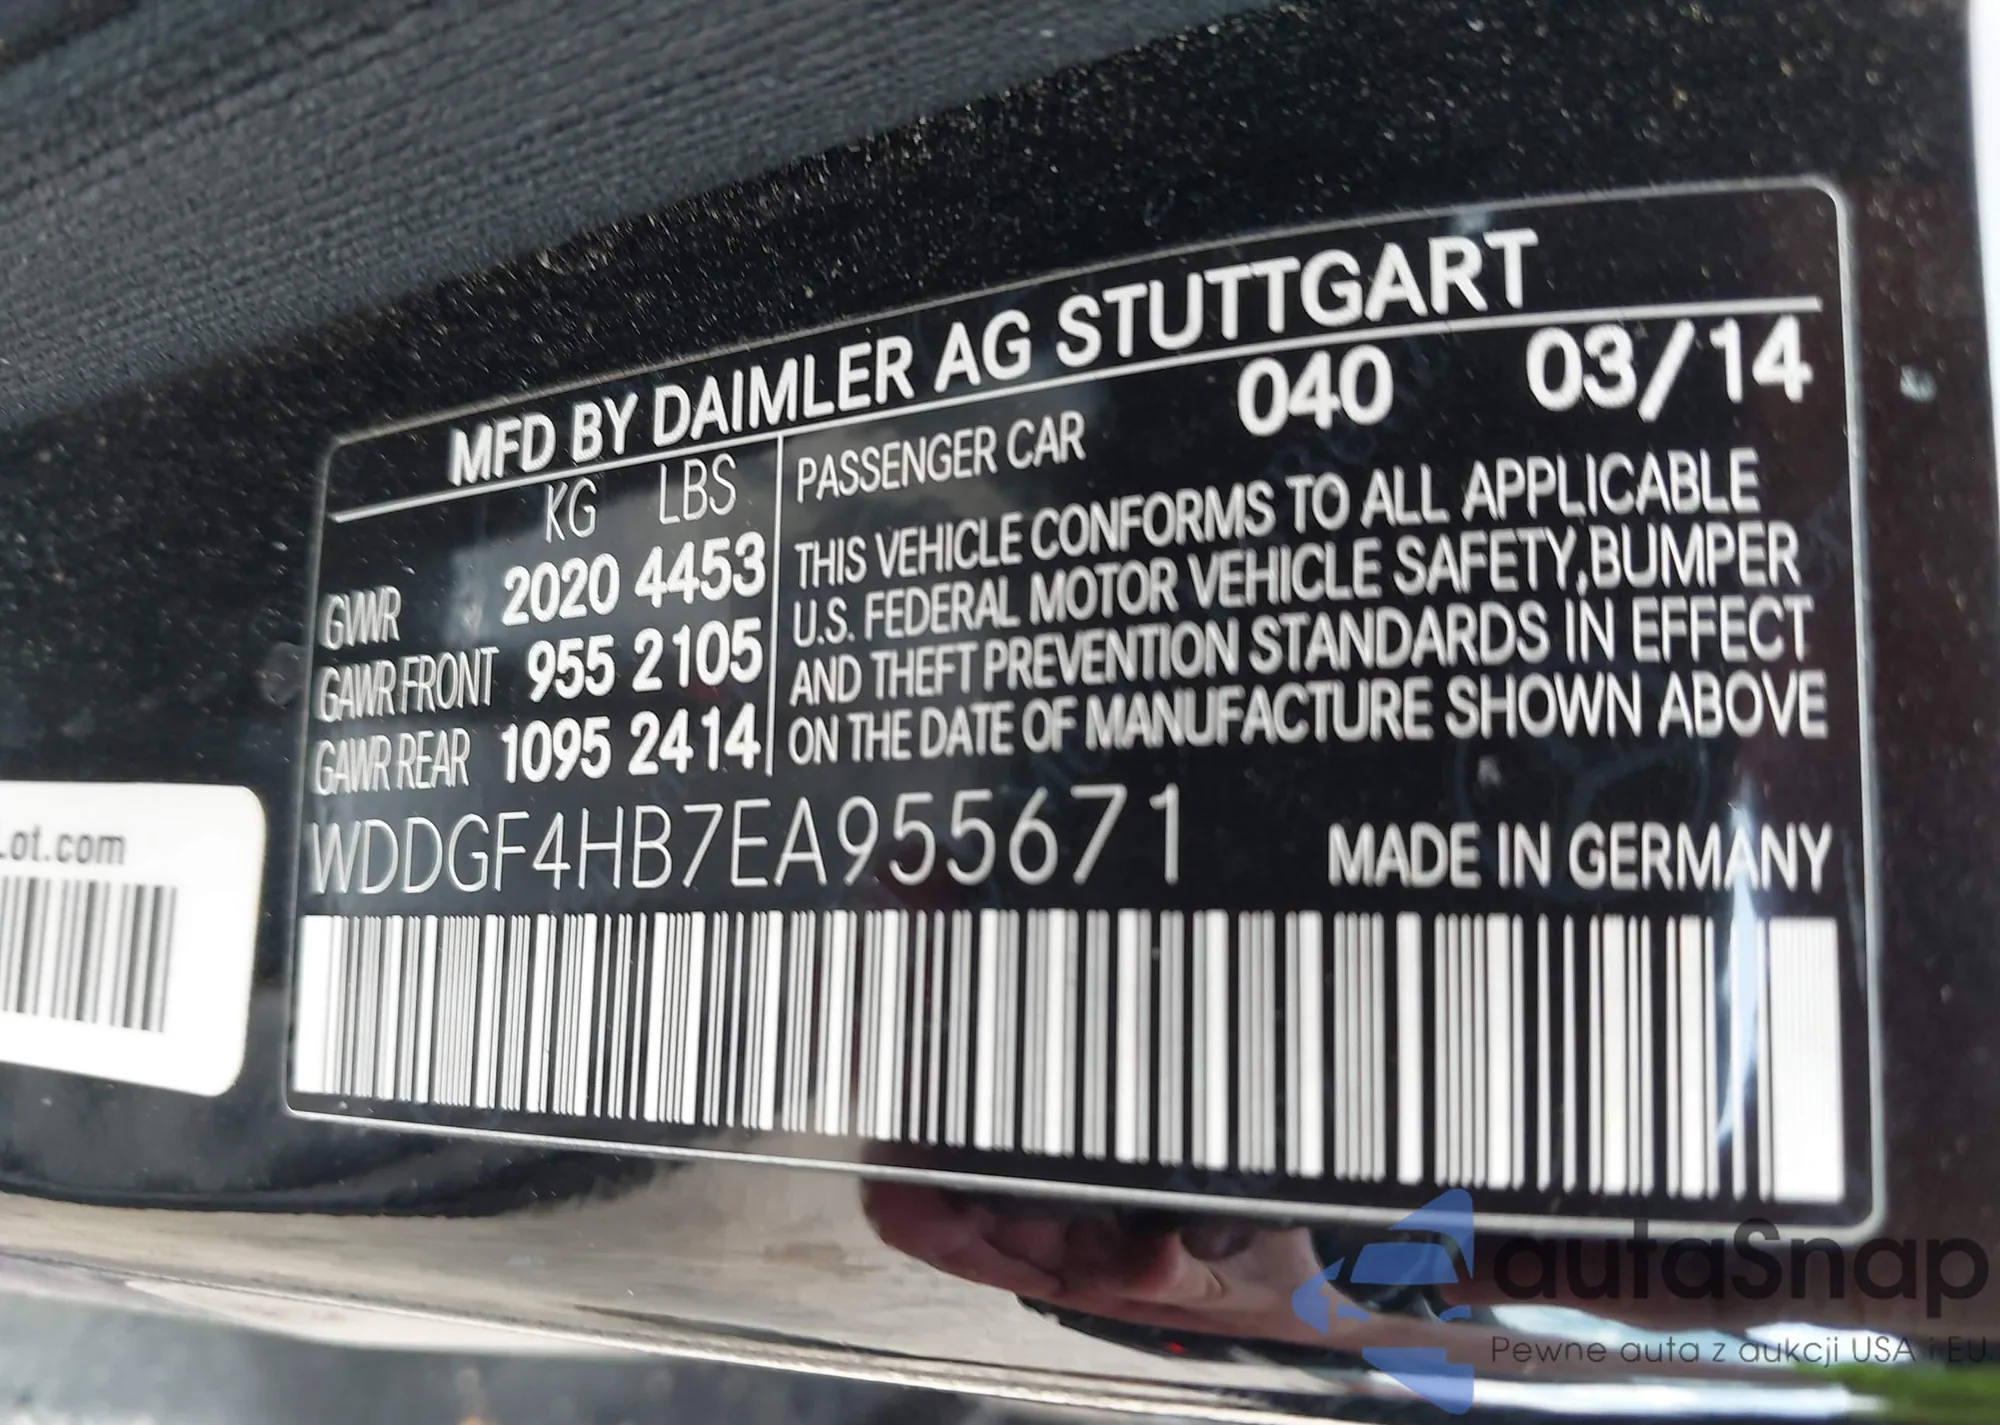 MFD BY DAIMLER AG STUTTGART
KG LBS
GVWR 2020 4453
GAWR FRONT 955 2105
GAWR REAR 1095 2414
PASSENGER CAR 040 03/14
THIS VEHICLE CONFORMS TO ALL APPLICABLE
U.S. FEDERAL MOTOR VEHICLE SAFETY, BUMPER
AND THEFT PREVENTION STANDARDS IN EFFECT
ON THE DATE OF MANUFACTURE SHOWN ABOVE
WDDGF4HB7EA955671 MADE IN GERMANY
Lot.com
autaSnap
Pewne auta z aukcji USA i EU